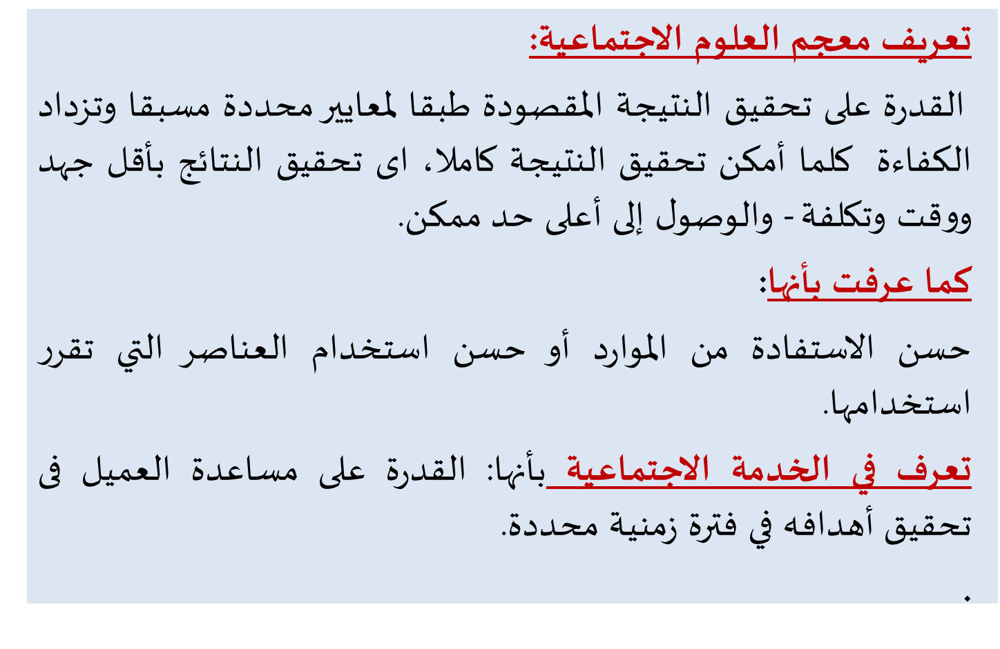 تعريف معجم العلوم الاجتماعية:
القدرة على تحقيق النتيجة المقصودة طبقا لمعايير محددة مسبقا وتزداد
الكفاءة كلما أمكن تحقيق النتيجة كاملا، اى تحقيق النتائج بأقل جهد
ووقت وتكلفة - والوصول إلى أعلى حد ممكن.
كما عرفت بأنها:
حسن الاستفادة من الموارد أو حسن استخدام العناصر التي تقرر
استخدامها.
تعرف في الخدمة الاجتماعية بأنها: القدرة على مساعدة العميل فى
تحقيق أهدافه في فترة زمنية محددة.
.